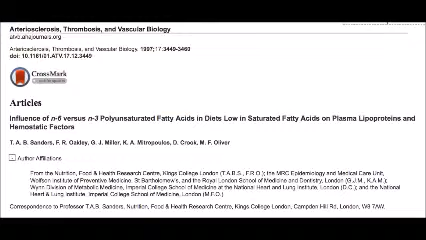 Arteriosclerosis, Thrombosis, and Vascular Biology
atvb.ahajournals.org
Arteriosclerosis, Thrombosis, and Vascular Biology. 1997; 17: 3449-3460
doi: 10.1161/01.ATV.17.12.3449
CrossMark
Articles
Influence of n-6 versus n-3 Polyunsaturated Fatty Acids in Diets Low in Saturated Fatty Acids on Plasma Lipoproteins and
Hemostatic Factors
T. A. B. Sanders, F. R. Oakley, G. J. Miller, K. A. Mitropoulos, D. Crook, M. F. Oliver
Author Affiliations
From the Nutrition, Food & Health Research Centre, Kings College London (T.A.B.S., F.R.O.); the MRC Epidemiology and Medical Care Unit,
Wolfson Institute of Preventive Medicine, St Bartholomew's, and the Royal London School of Medicine and Dentistry, London (G.J.M., K.A.M.);
Wynn Division of Metabolic Medicine, Imperial College School of Medicine at the National Heart and Lung Institute, London (D.C.); and the National
Heart & Lung Institute, Imperial College School of Medicine, London (M.F.O.)
Correspondence to Professor T.A.B. Sanders, Nutrition, Food & Health Research Centre, Kings College London, Campden Hill Rd, London, W8 7AW.